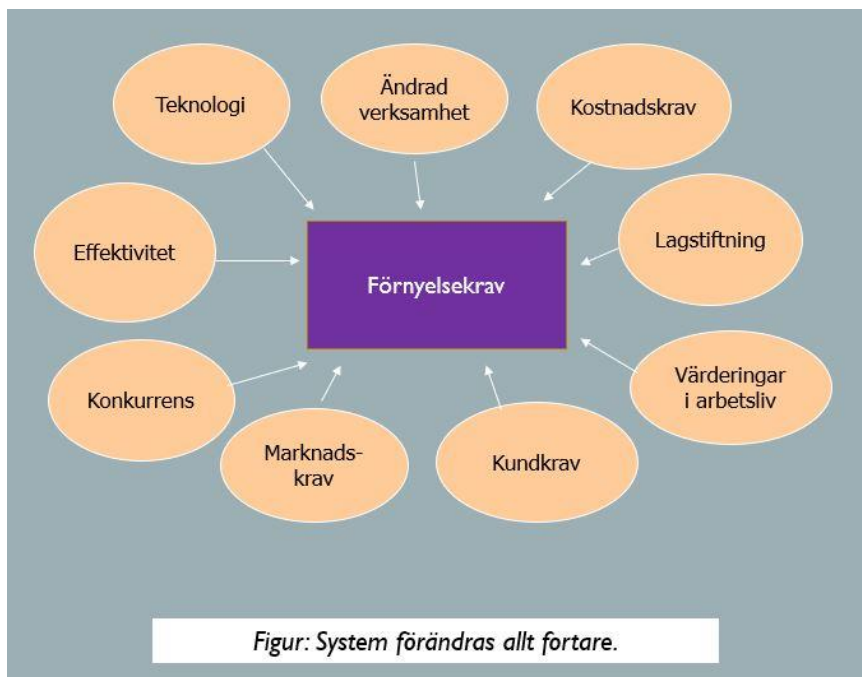 Teknologi
Ändrad
verksamhet
Kostnadskrav
Effektivitet
Lagstiftning
Förnyelsekrav
Konkurrens
Värderingar
i arbetsliv
Marknads-
krav
Kundkrav
Figur: System förändras allt fortare.